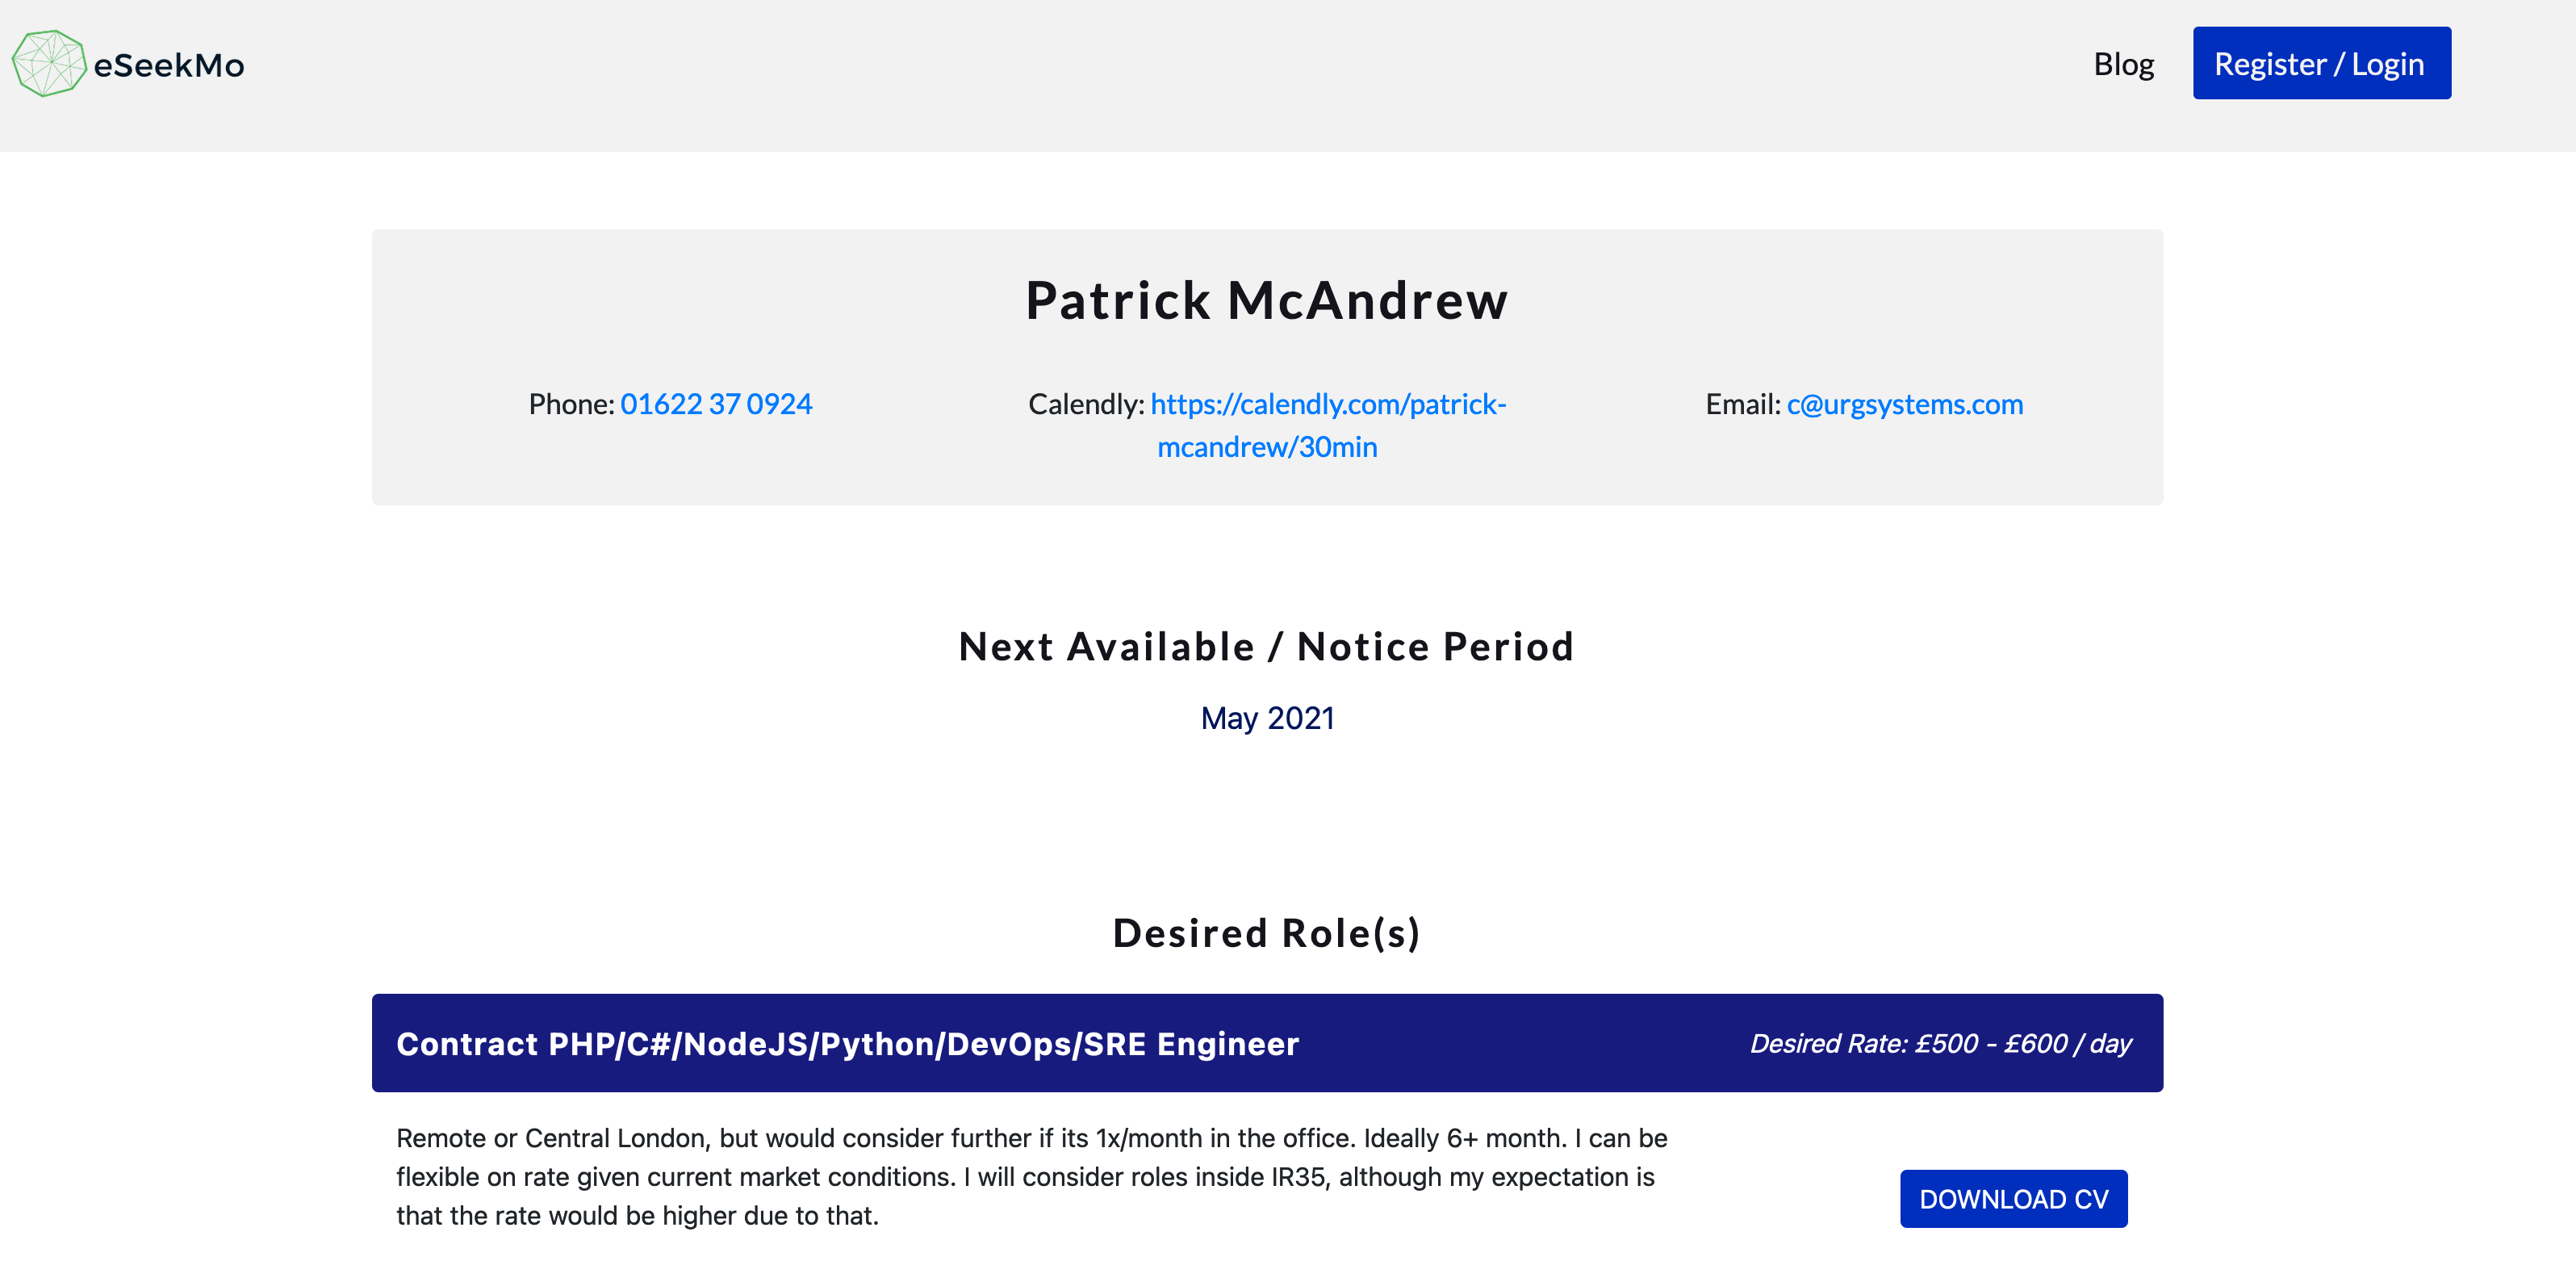 eSeekMo
Blog
Register / Login
Patrick McAndrew
Phone: 01622 37 0924
Calendly: https://calendly.com/patrick-
mcandrew/30min
Email: c@urgsystems.com
Next Available / Notice Period
May 2021
Desired Role(s)
Contract PHP/C#/NodeJS/Python/DevOps/SRE Engineer
Desired Rate: £500 - £600 / day
Remote or Central London, but would consider further if its 1x/month in the office. Ideally 6+ month. I can be
flexible on rate given current market conditions. I will consider roles inside IR35, although my expectation is
that the rate would be higher due to that.
DOWNLOAD CV